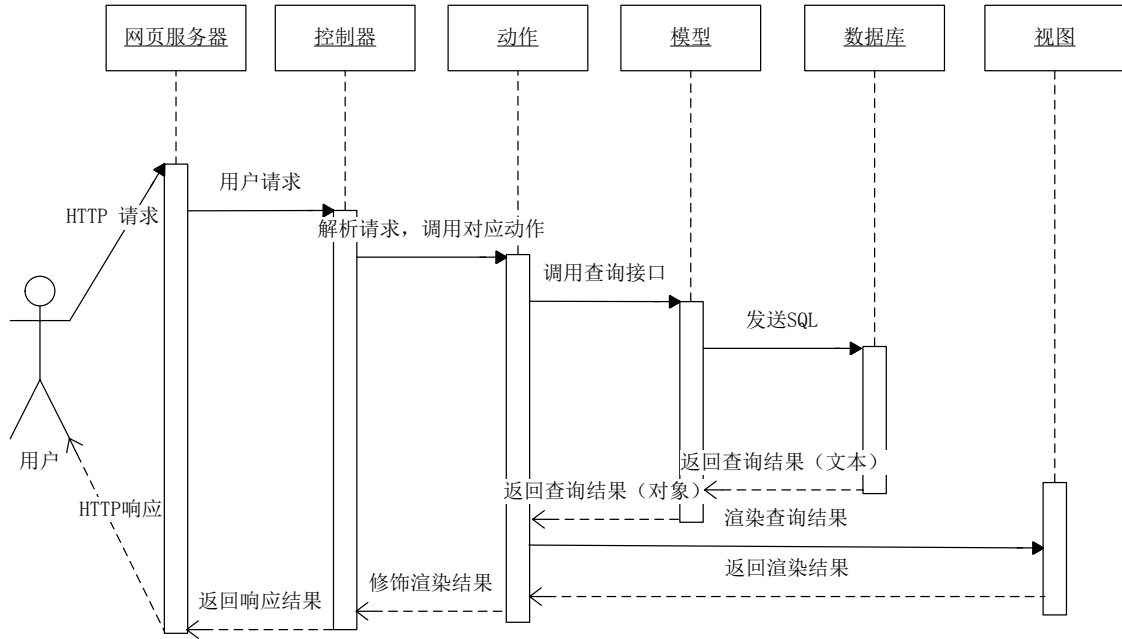 网页服务器
控制器
动作
模型
数据库
视图
用户请求
HTTP 请求
解析请求，调用对应动作
调用查询接口
发送SQL
用户
返回查询结果（文本）
返回查询结果（对象）
HTTP响应
渲染查询结果
返回渲染结果
修饰渲染结果
返回响应结果